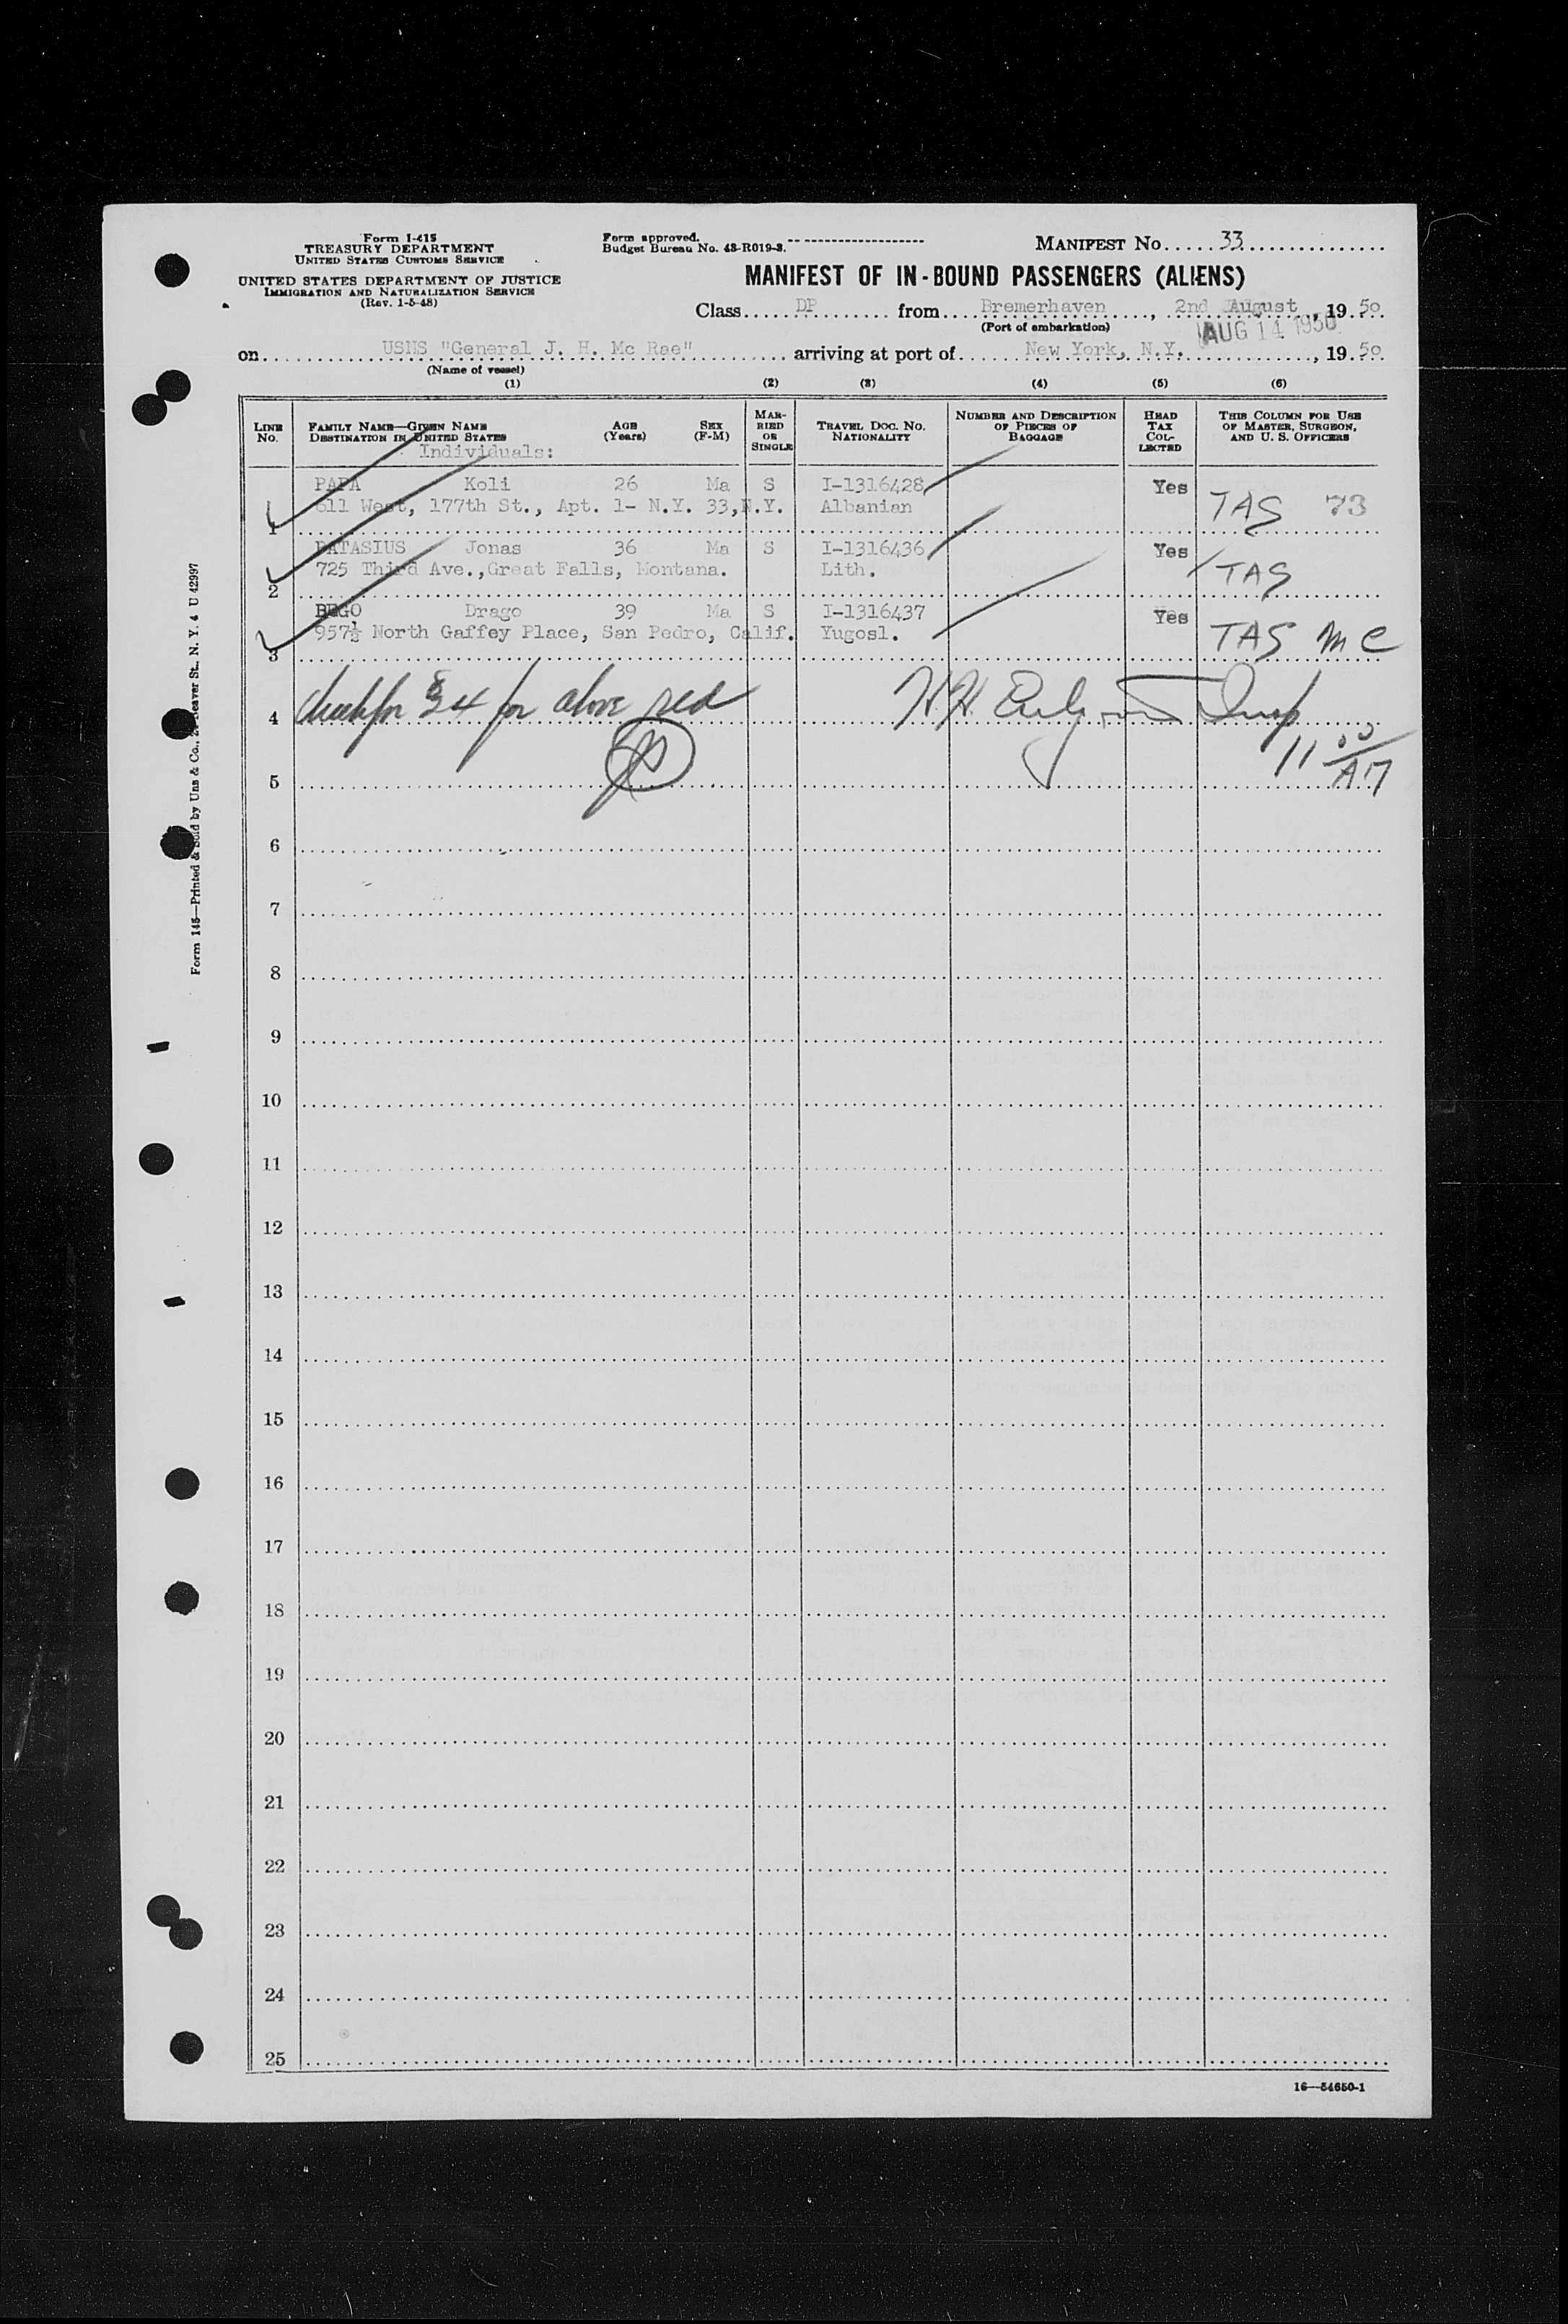 Form I-415
TREASURY DEPARTMENT
UNITED STATES CUSTOMS SERVICE
UNITED STATES DEPARTMENT OF JUSTICE
IMMIGRATION AND NATURALIZATION SERVICE
(Rev. 1-5-48)
Form approved.
Budget Bureau No. 43-R019-3.
MANIFEST No. 33
MANIFEST OF IN-BOUND PASSENGERS (ALIENS)
Class DP from Bremerhaven, 2nd August, 19 50
(Port of embarkation)
AUG 14 1950
on USNS "General J. H. Mc Rae" arriving at port of New York, N.Y., 19 50
(Name of vessel)
(1) (2) (3) (4) (5) (6)
LINE No. FAMILY NAME—GIVEN NAME DESTINATION IN UNITED STATES AGE (Years) SEX (F-M) MARRIED OR SINGLE TRAVEL DOC. NO. NATIONALITY NUMBER AND DESCRIPTION OF PIECES OF BAGGAGE HEAD TAX COLLECTED THIS COLUMN FOR USE OF MASTER, SURGEON, AND U. S. OFFICERS
Individuals:
PAPA Koli 26 Ma S I-1316428 Yes TAS 73
1 611 West, 177th St., Apt. 1- N.Y. 33, N.Y. Albanian
PATASIUS Jonas 36 Ma S I-1316436 Yes TAS
2 725 Third Ave., Great Falls, Montana. Lith.
BEGO Drago 39 Ma S I-1316437 Yes TAS MC
3 957½ North Gaffey Place, San Pedro, Calif. Yugosl.
4 for above
11 00 AM
5
6
7
8
9
10
11
12
13
14
15
16
17
18
19
20
21
22
23
24
25
16—54650-1
Form 145—Printed & Sold by Unz & Co., Beaver St., N. Y. 4 U 42997